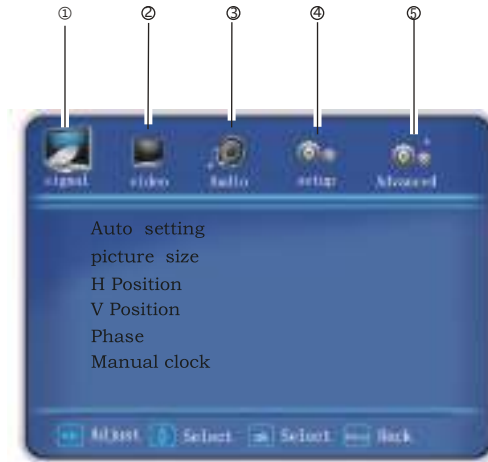 ① ② ③ ④ ⑤
signal video Audio setup Advanced
Auto setting
picture size
H Position
V Position
Phase
Manual clock
Adjust Select ok Select Back